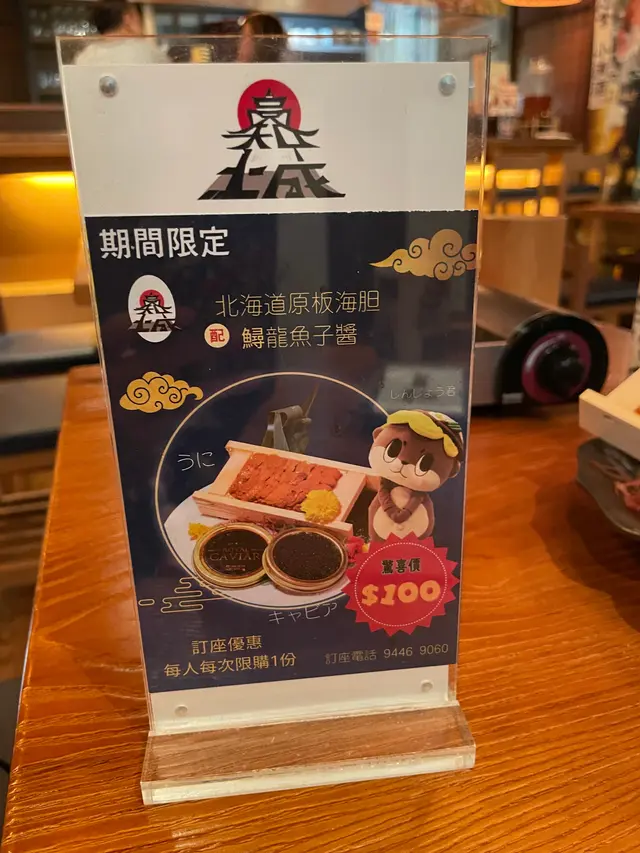 期間限定
北海道原板海胆
配 鱘龍魚子醬
しんじょう君
うに
CAVIAR
キャビア
驚喜價
$100
訂座優惠
每人每次限購1份
訂座電話 9446 9060